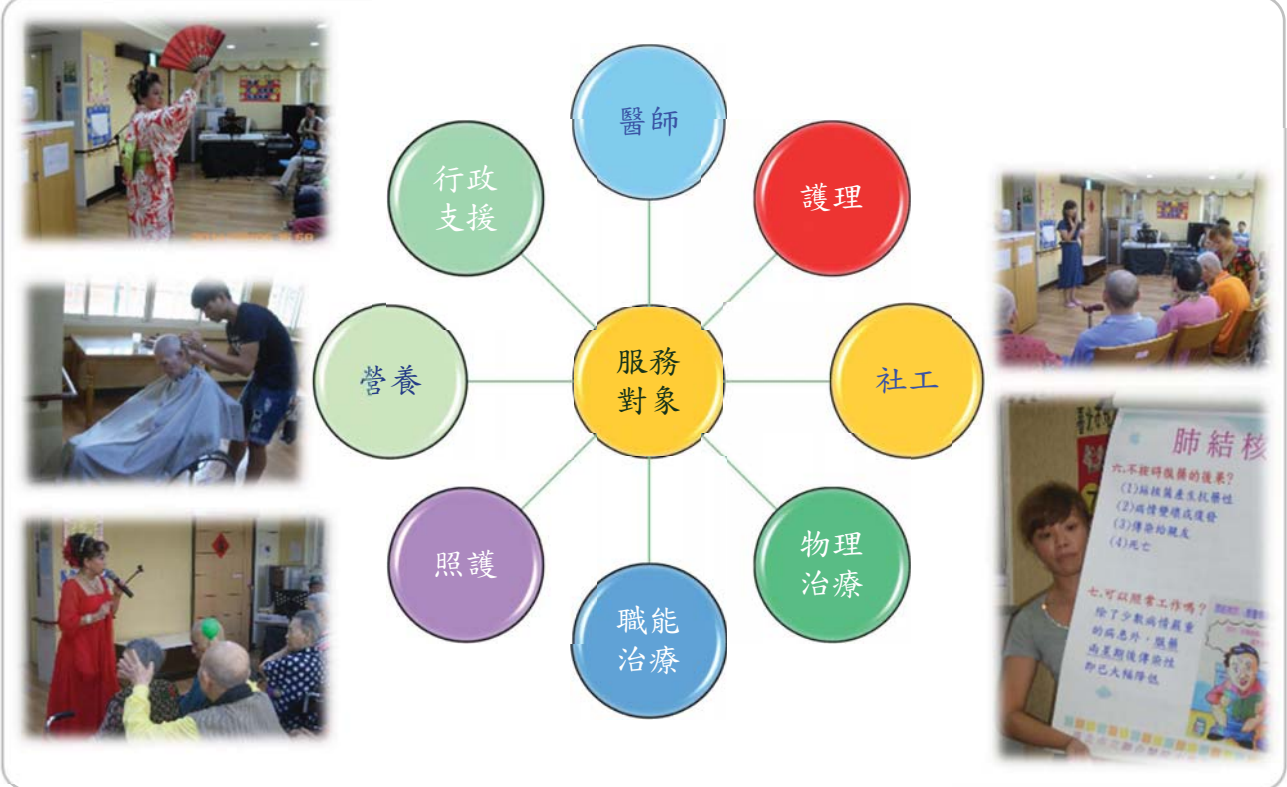 醫師
護理
社工
物理
治療
職能
治療
照護
營養
行政
支援
服務
對象
肺結核
六.不按時服藥的後果?
(1)結核菌產生抗藥性
(2)病情變壞或復發
(3)傳染給親友
(4)死亡
七.可以照常工作嗎?
除了少數病情嚴重
的病患外，服藥
兩星期後傳染性
即已大幅降低